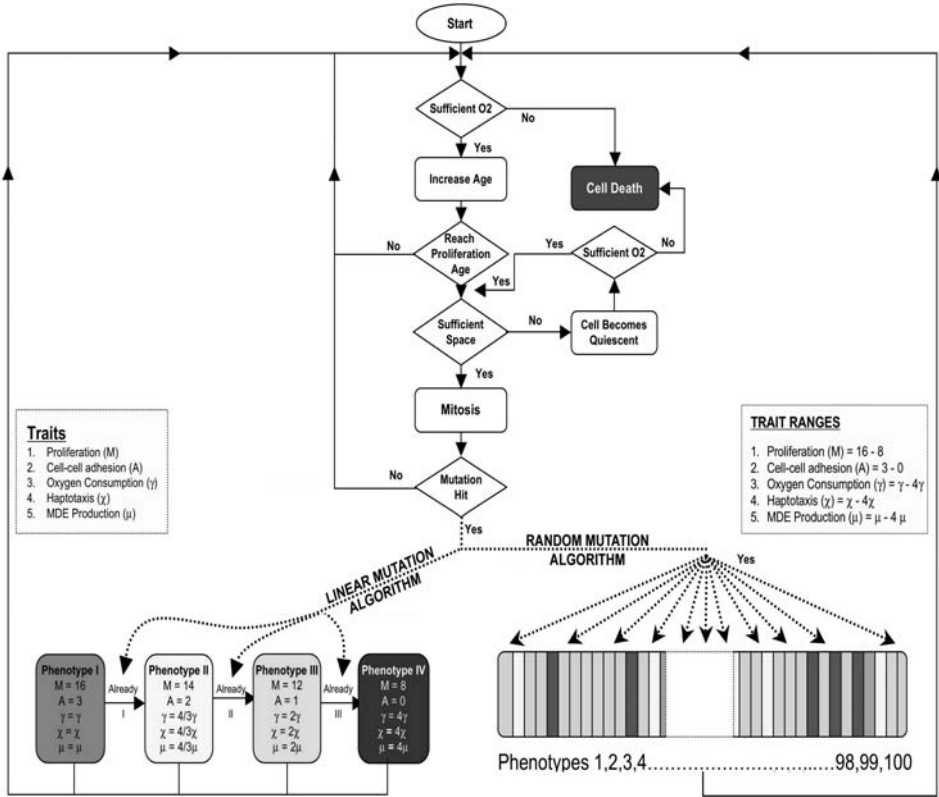 Start
Sufficient O2
No
Yes
Increase Age
Cell Death
Reach
Proliferation
Age
No
Yes
Sufficient O2
Yes
No
Sufficient
Space
No
Cell Becomes
Quiescent
Yes
Mitosis
Mutation
Hit
No
Yes
Traits
1. Proliferation (M)
2. Cell-cell adhesion (A)
3. Oxygen Consumption (γ)
4. Haptotaxis (χ)
5. MDE Production (μ)
TRAIT RANGES
1. Proliferation (M) = 16 - 8
2. Cell-cell adhesion (A) = 3 - 0
3. Oxygen Consumption (γ) = γ - 4γ
4. Haptotaxis (χ) = χ - 4χ
5. MDE Production (μ) = μ - 4 μ
LINEAR MUTATION
ALGORITHM
RANDOM MUTATION
ALGORITHM
Yes
Phenotype I
M = 16
A = 3
γ = γ
χ = χ
μ = μ
Already
I
Phenotype II
M = 14
A = 2
γ = 4/3γ
χ = 4/3χ
μ = 4/3μ
Already
II
Phenotype III
M = 12
A = 1
γ = 2γ
χ = 2χ
μ = 2μ
Already
III
Phenotype IV
M = 8
A = 0
γ = 4γ
χ = 4χ
μ = 4μ
Phenotypes 1,2,3,4.......................................98,99,100